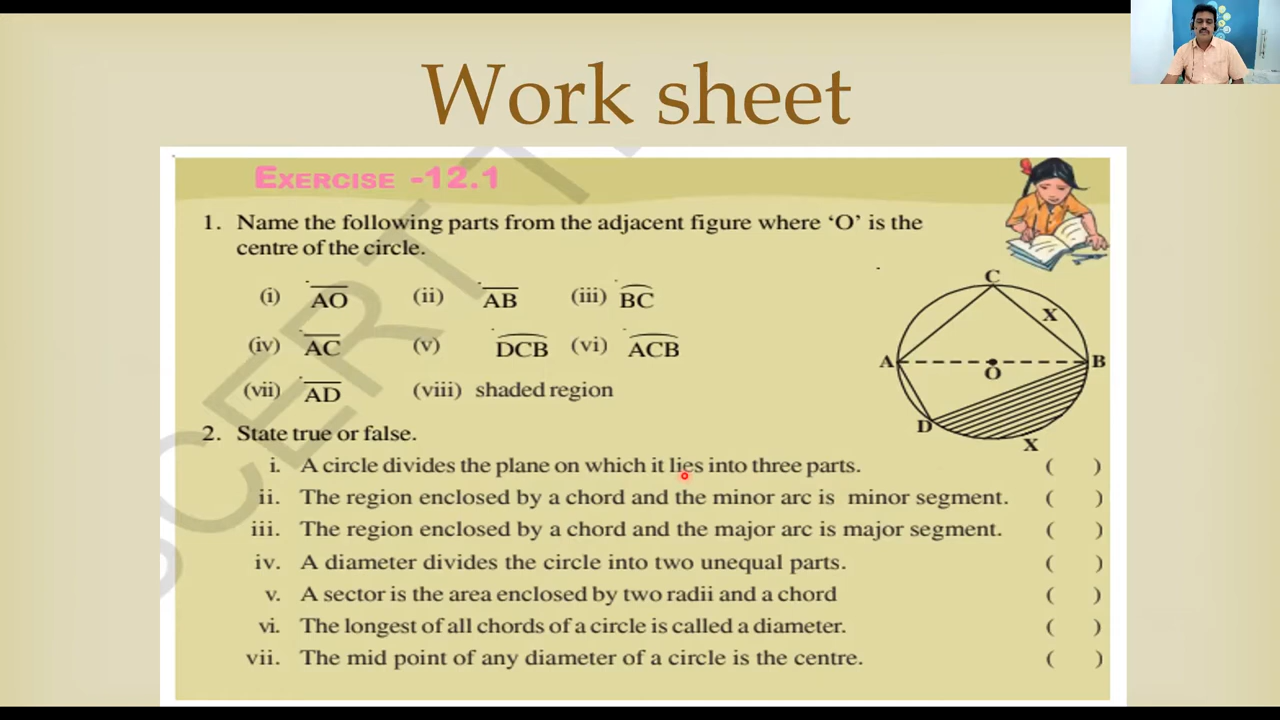 Work sheet
EXERCISE -12.1
1. Name the following parts from the adjacent figure where ‘O’ is the
centre of the circle.
(i) AO (ii) AB (iii) BC
(iv) AC (v) DCB (vi) ACB
(vii) AD (viii) shaded region
C
X
A B
O
D
X
2. State true or false.
i. A circle divides the plane on which it lies into three parts. ( )
ii. The region enclosed by a chord and the minor arc is minor segment. ( )
iii. The region enclosed by a chord and the major arc is major segment. ( )
iv. A diameter divides the circle into two unequal parts. ( )
v. A sector is the area enclosed by two radii and a chord ( )
vi. The longest of all chords of a circle is called a diameter. ( )
vii. The mid point of any diameter of a circle is the centre. ( )